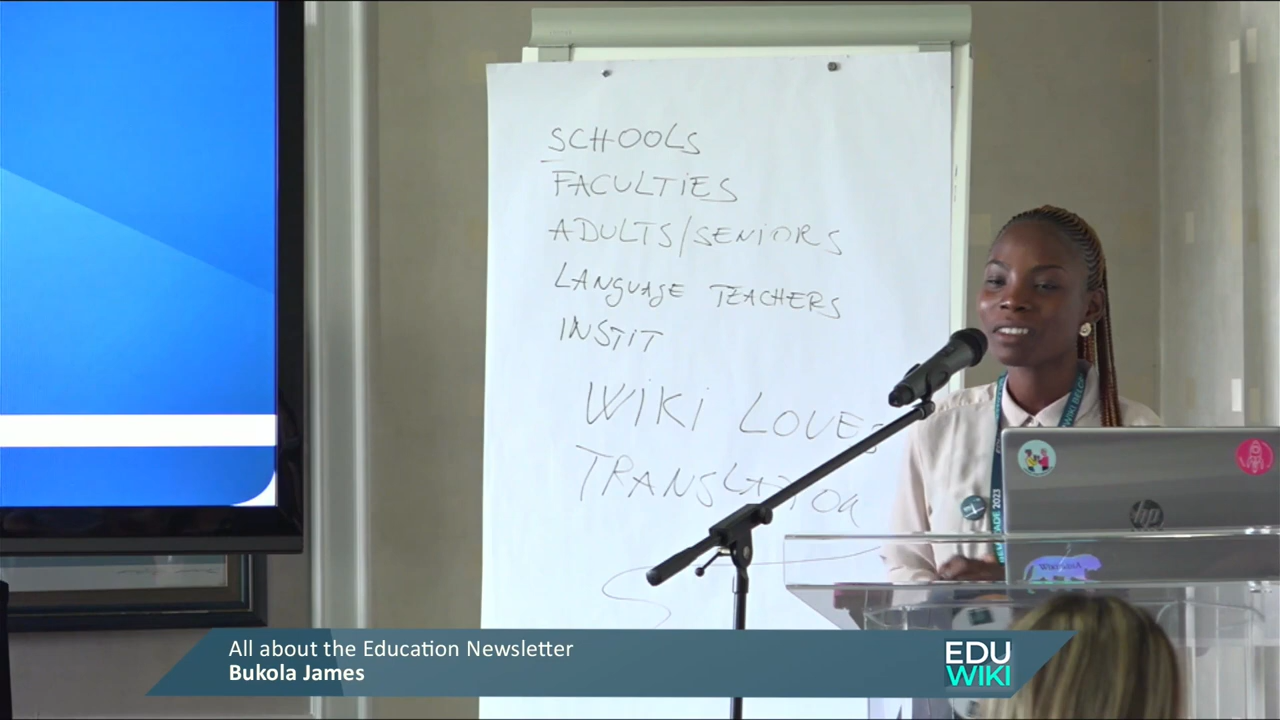 SCHOOLS
FACULTIES
ADULTS/SENIORS
LANGUAGE TEACHERS
INSTIT
WIKI LOVES
hp
All about the Education Newsletter
Bukola James
EDU
WIKI